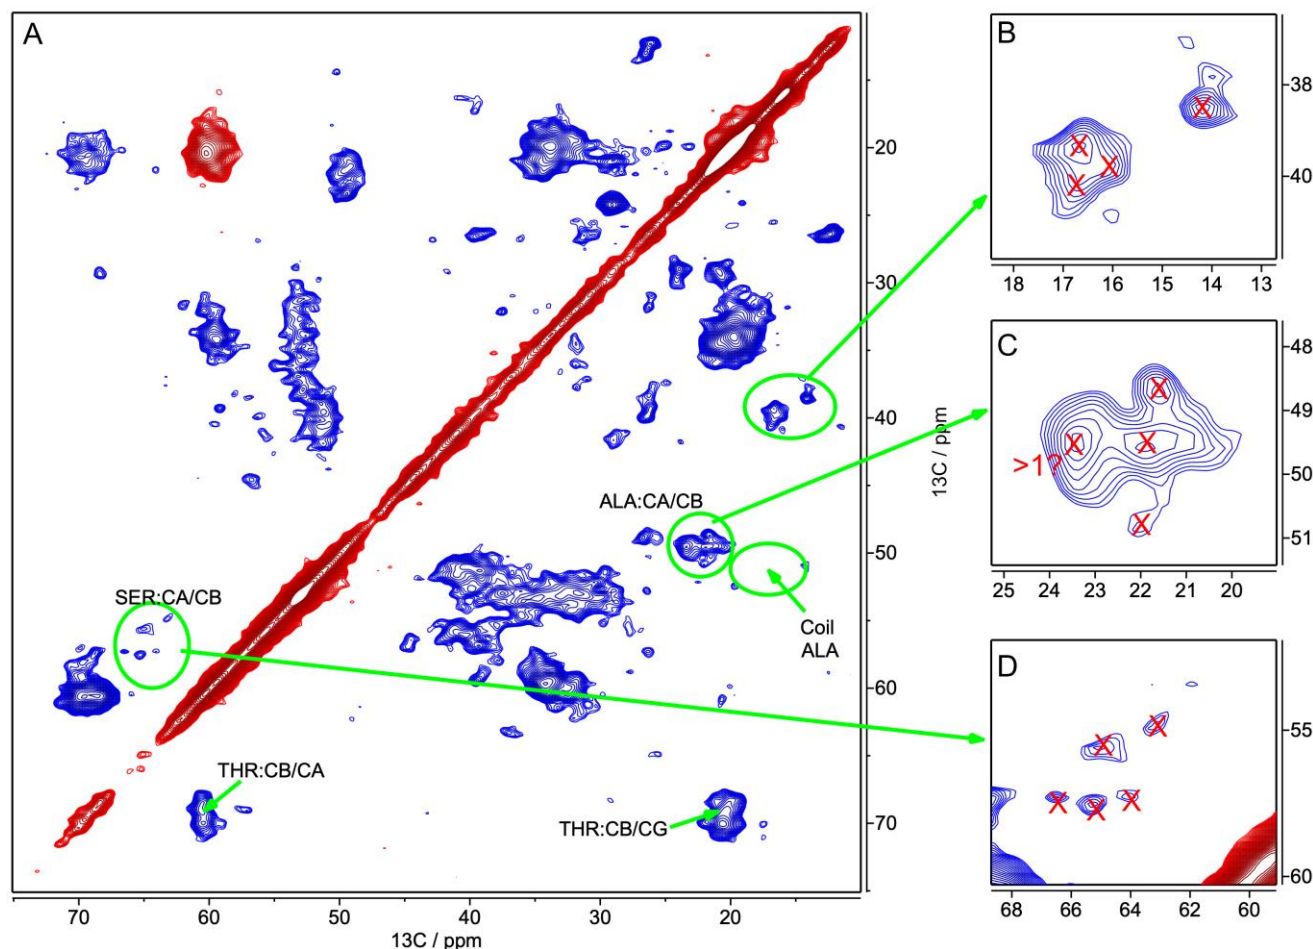 A
20
30
40
50
60
70
70 60 50 40 30 20
13C / ppm
13C / ppm
ALA:CA/CB
Coil
ALA
SER:CA/CB
THR:CB/CA
THR:CB/CG
B
X
X
X
X
38
40
18 17 16 15 14 13
C
X
X
X
X
>1?
48
49
50
51
25 24 23 22 21 20
D
X
X
X
X
X
55
60
68 66 64 62 60